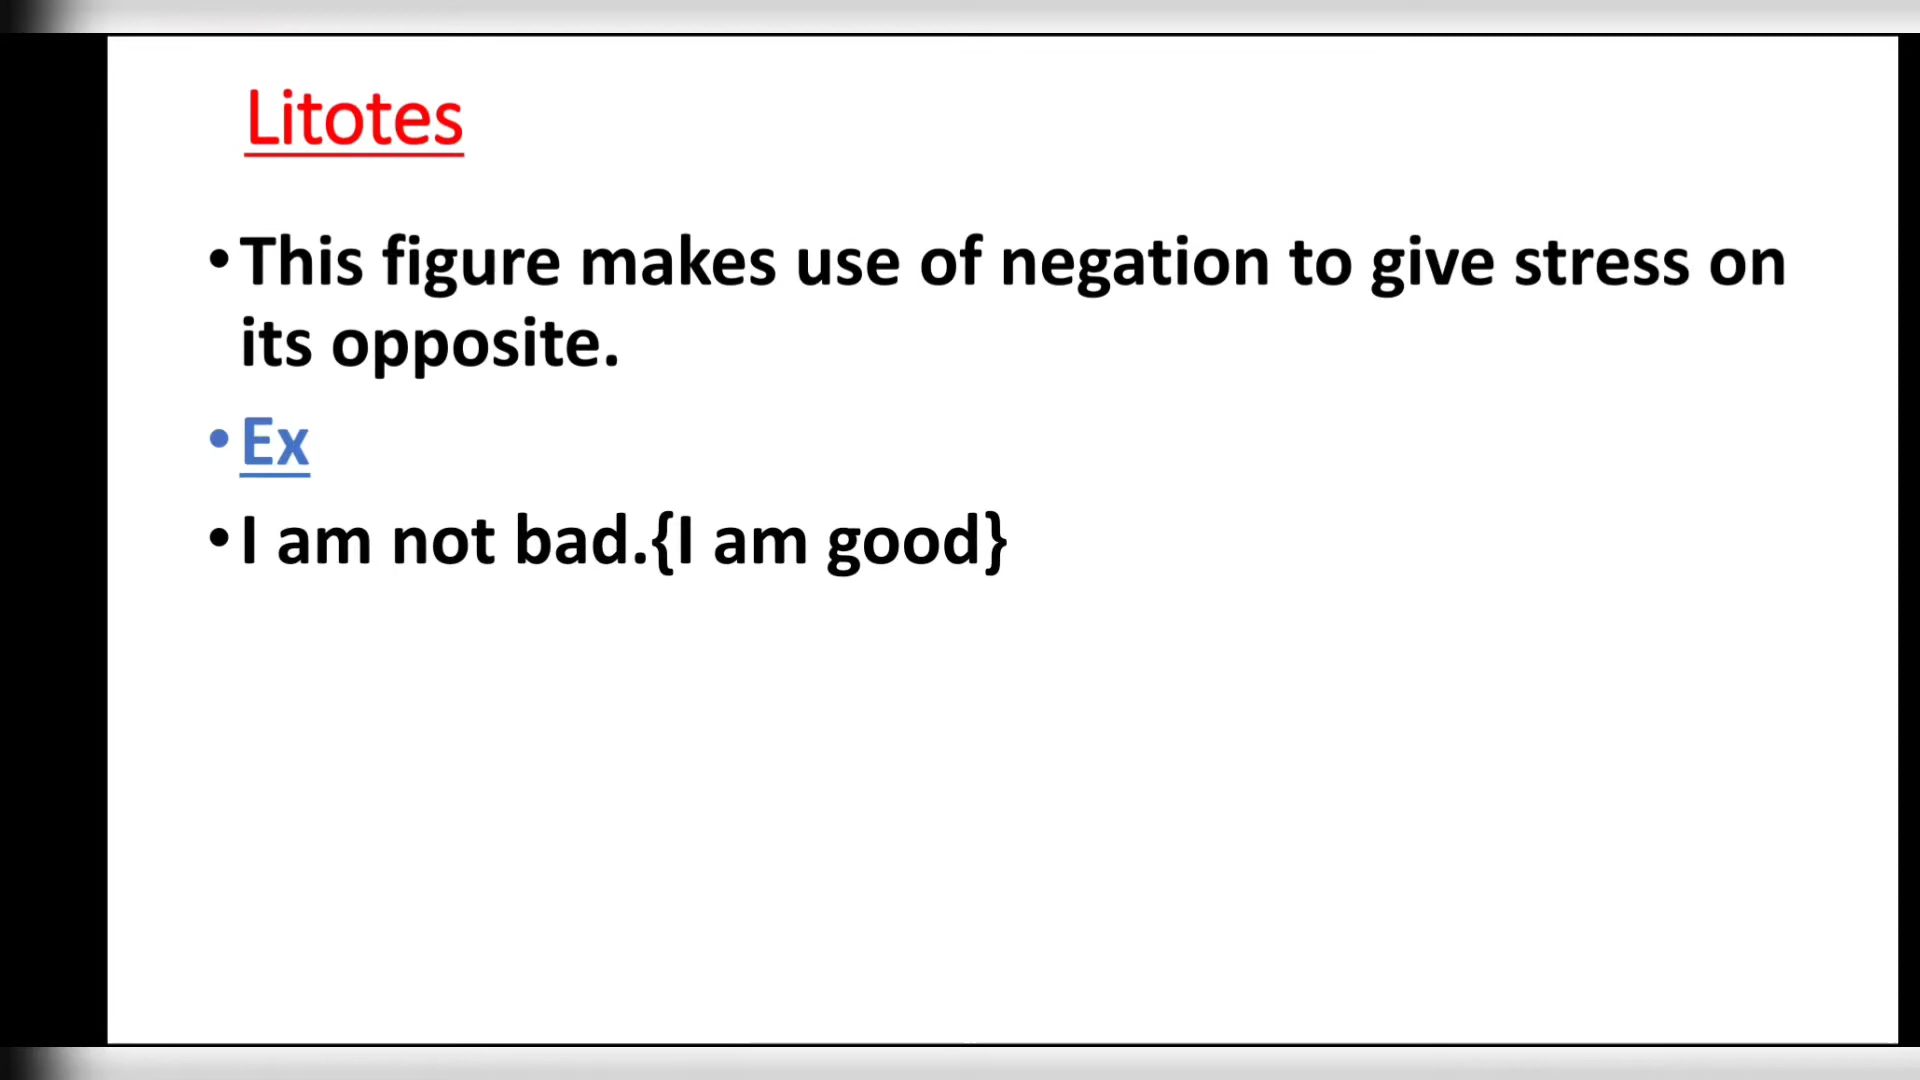 Litotes
•This figure makes use of negation to give stress on
its opposite.
•Ex
•I am not bad.{I am good}